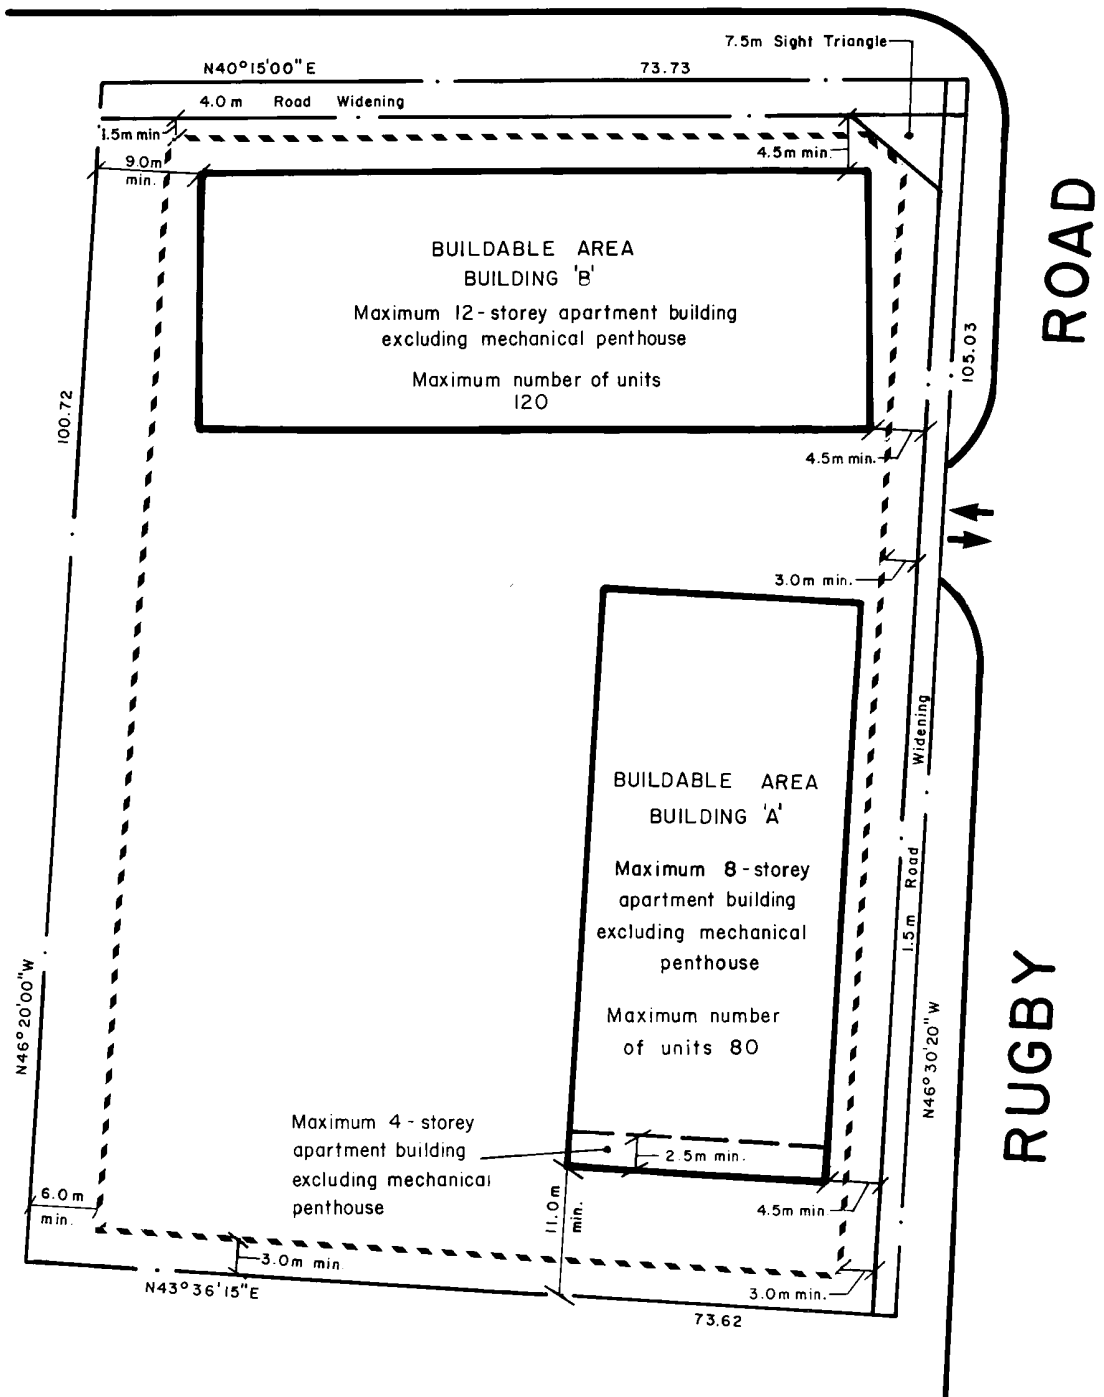 7.5m Sight Triangle
N40°15'00"E
73.73
4.0 m Road Widening
1.5m min.
4.5m min.
9.0m
min.
ROAD
BUILDABLE AREA
BUILDING 'B'
Maximum 12-storey apartment building
excluding mechanical penthouse
Maximum number of units
120
105.03
100.72
4.5m min.
3.0m min.
1.5m Road Widening
BUILDABLE AREA
BUILDING 'A'
Maximum 8-storey
apartment building
excluding mechanical
penthouse
Maximum number
of units 80
N46°20'00"W
N46°30'20"W
RUGBY
Maximum 4-storey
apartment building
excluding mechanical
penthouse
2.5m min.
6.0m
min.
11.0m
min.
4.5m min.
3.0m min.
3.0m min.
N43°36'15"E
73.62